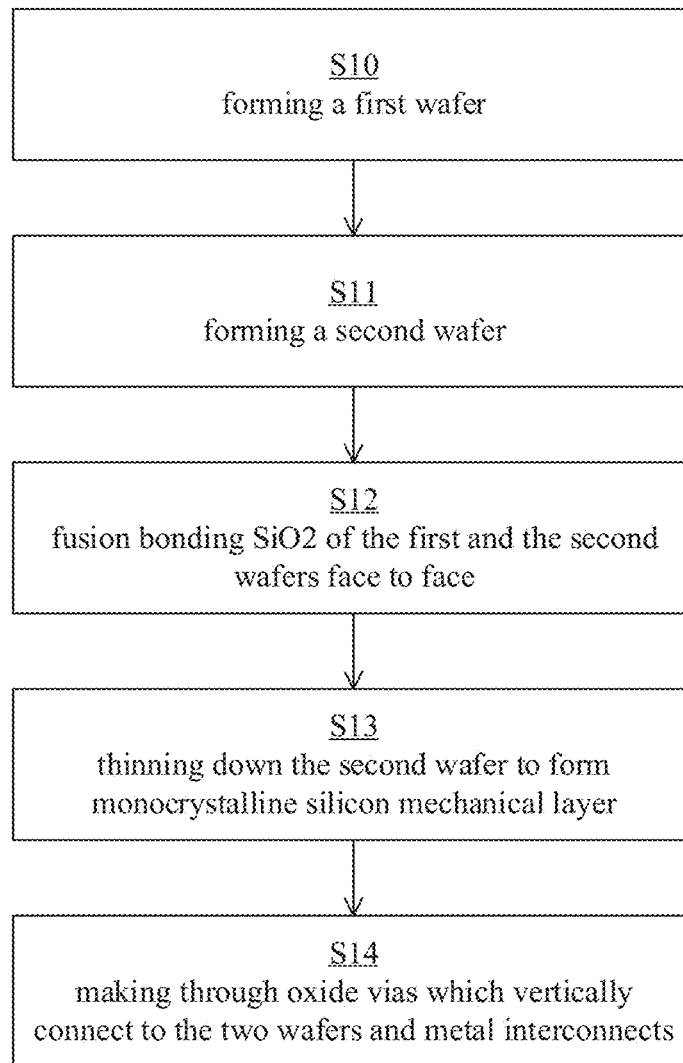 S10
forming a first wafer
S11
forming a second wafer
S12
fusion bonding SiO2 of the first and the second
wafers face to face
S13
thinning down the second wafer to form
monocrystalline silicon mechanical layer
S14
making through oxide vias which vertically
connect to the two wafers and metal interconnects